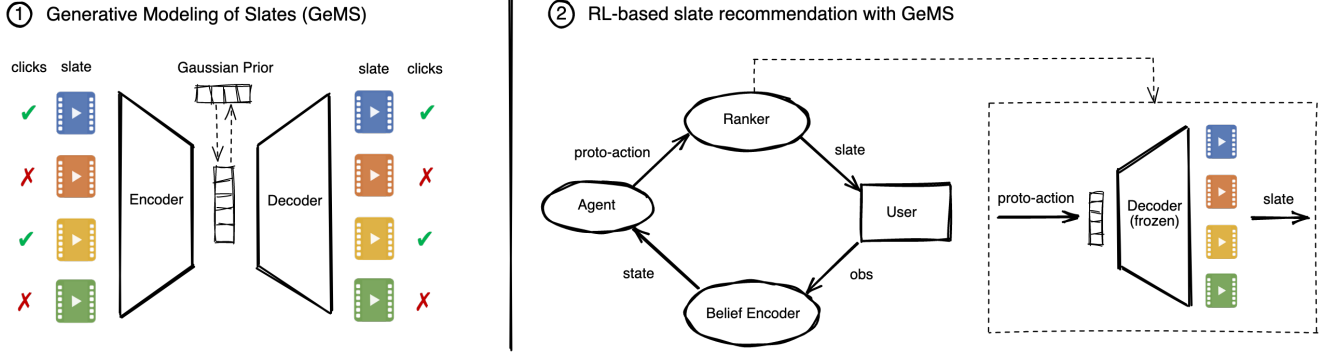 1 Generative Modeling of Slates (GeMS)
clicks slate Gaussian Prior slate clicks
Encoder
Decoder
2 RL-based slate recommendation with GeMS
Ranker
proto-action
slate
Agent
User
state
obs
Belief Encoder
proto-action
Decoder
(frozen)
slate